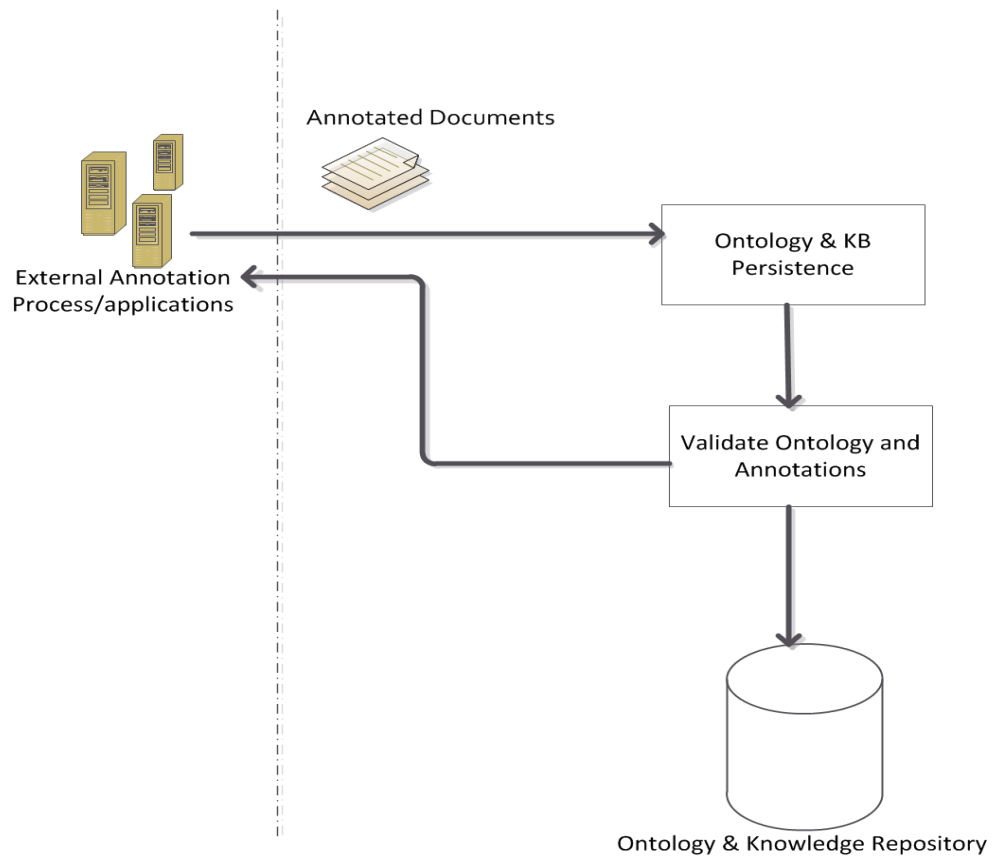 Annotated Documents
External Annotation
Process/applications
Ontology & KB
Persistence
Validate Ontology and
Annotations
Ontology & Knowledge Repository